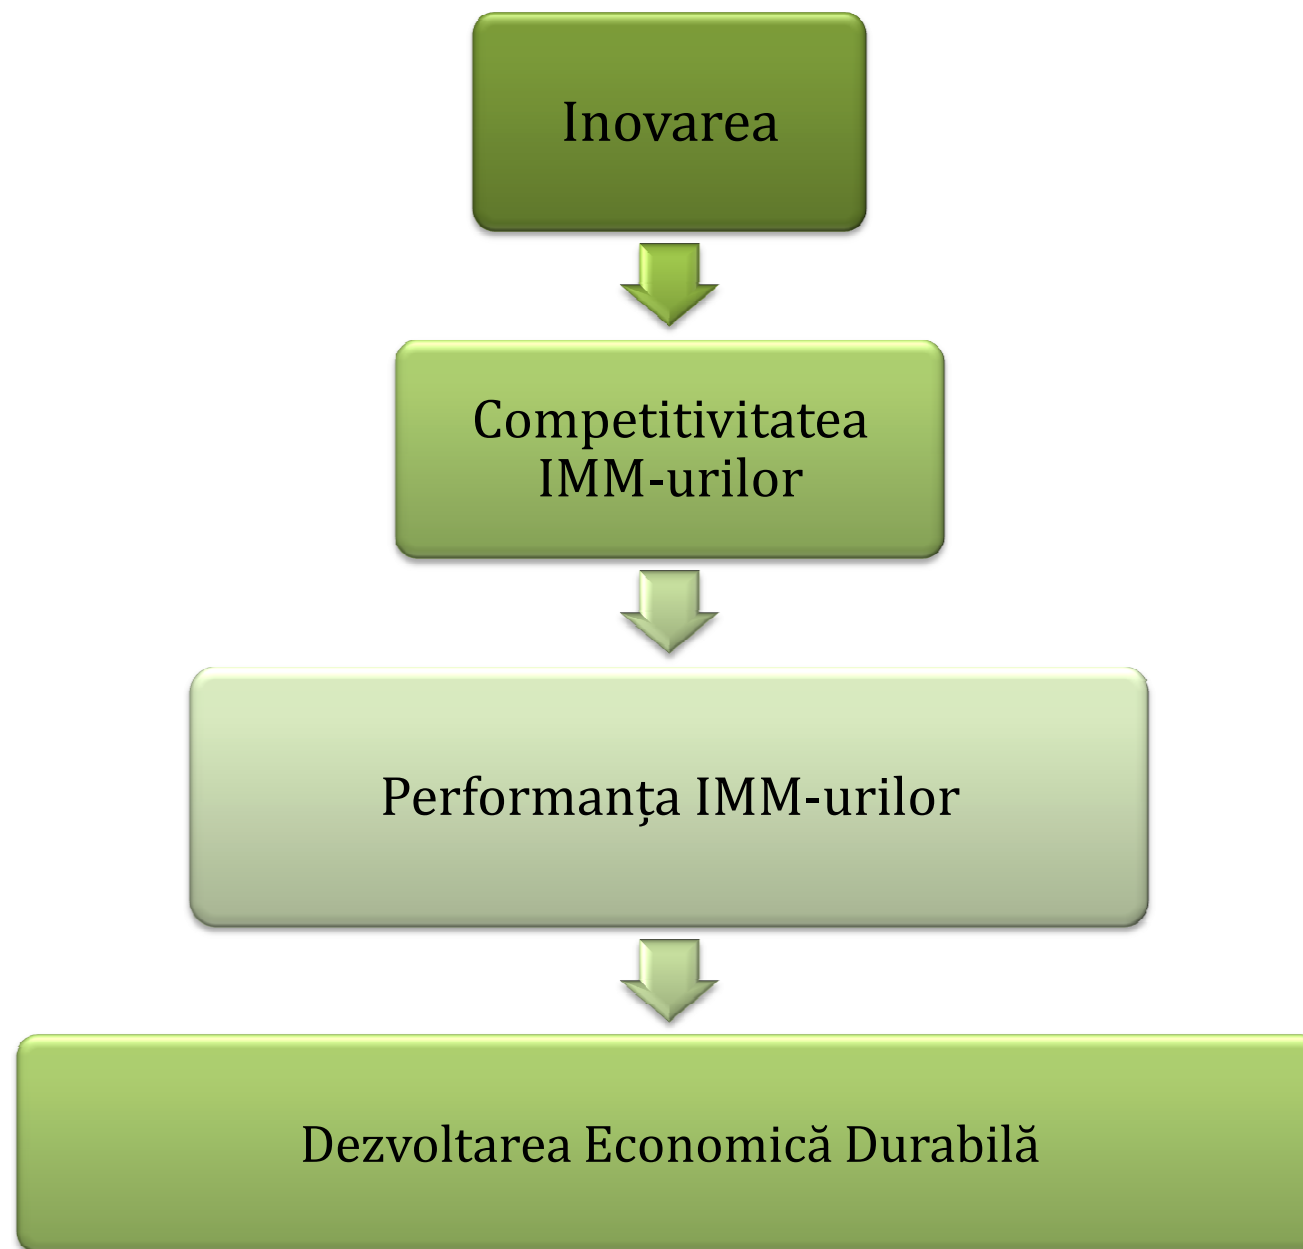 Inovarea
Competitivitatea
IMM-urilor
Performanța IMM-urilor
Dezvoltarea Economică Durabilă